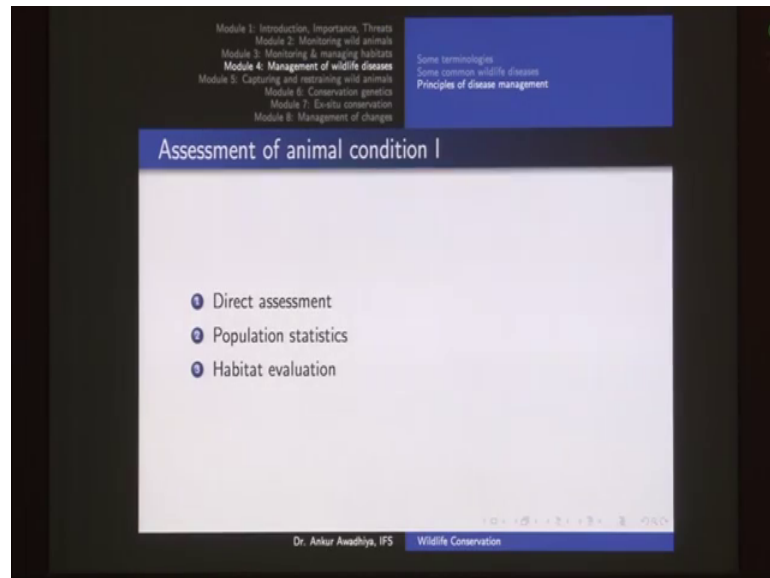 Module 1: Introduction, Importance, Threats
Module 2: Monitoring wild animals
Module 3: Monitoring & managing habitats
Module 4: Management of wildlife diseases
Module 5: Capturing and restraining wild animals
Module 6: Conservation genetics
Module 7: Ex-situ conservation
Module 8: Management of changes
Some terminologies
Some common wildlife diseases
Principles of disease management
Assessment of animal condition I
1 Direct assessment
2 Population statistics
3 Habitat evaluation
Dr. Ankur Awadhiya, IFS
Wildlife Conservation